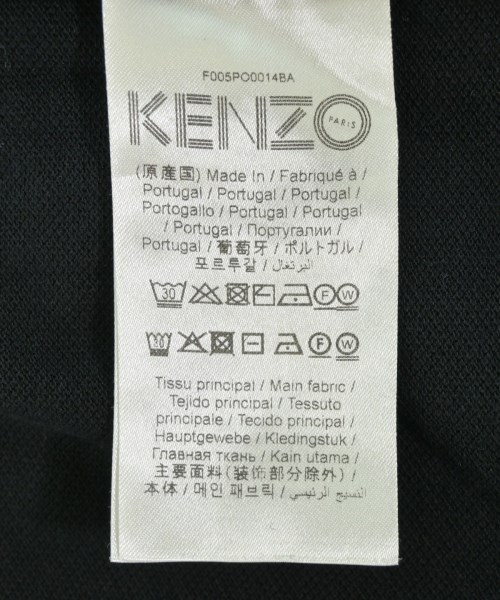 F005PO0014BA
KENZO PARIS
(原産国) Made In / Fabriqué à /
Portugal / Portugal / Portugal /
Portogallo / Portugal / Portugal
/ Portugal / Португалии /
Portugal / 葡萄牙 / ポルトガル /
포르투갈 / البرتغال /
30 F W
30 F W
Tissu principal / Main fabric /
Tejido principal / Tessuto
principale / Tecido principal /
Hauptgewebe / Kledingstuk /
Главная ткань / Kain utama /
主要面料 (装饰部分除外) /
本体 / 메인 패브릭 / النسيج الرئيسي